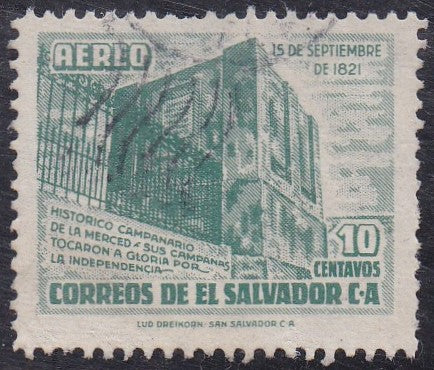 AEREO
15 DE SEPTIEMBRE
DE 1821
HISTORICO CAMPANARIO
DE LA MERCED - SUS CAMPANAS
TOCARON A GLORIA POR
LA INDEPENDENCIA
10
CENTAVOS
CORREOS DE EL SALVADOR C·A
LUD DREIKORN. SAN SALVADOR C A